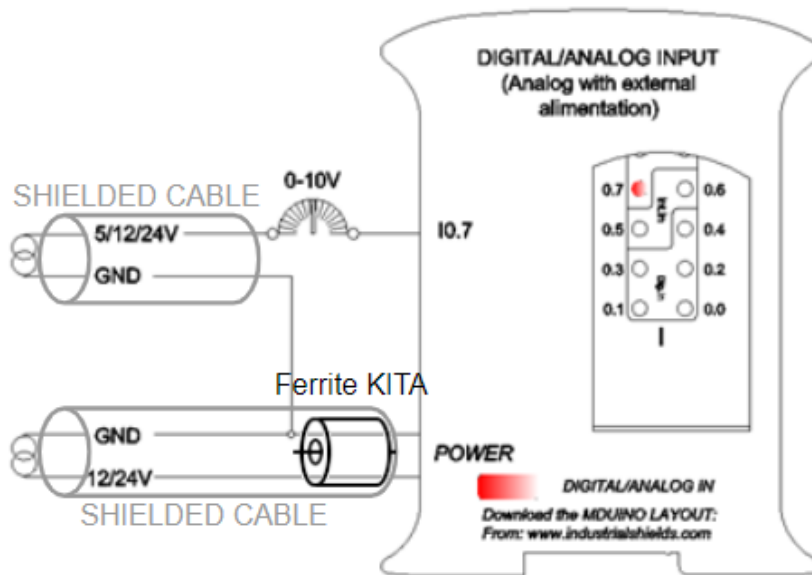 DIGITAL/ANALOG INPUT
(Analog with external
alimentation)
SHIELDED CABLE
0-10V
5/12/24V
I0.7
GND
0.7
0.6
0.5
0.4
0.3
0.2
0.1
0.0
I
Ferrite KITA
GND
POWER
12/24V
DIGITAL/ANALOG IN
SHIELDED CABLE
Download the MDUINO LAYOUT:
From: www.industrialshields.com